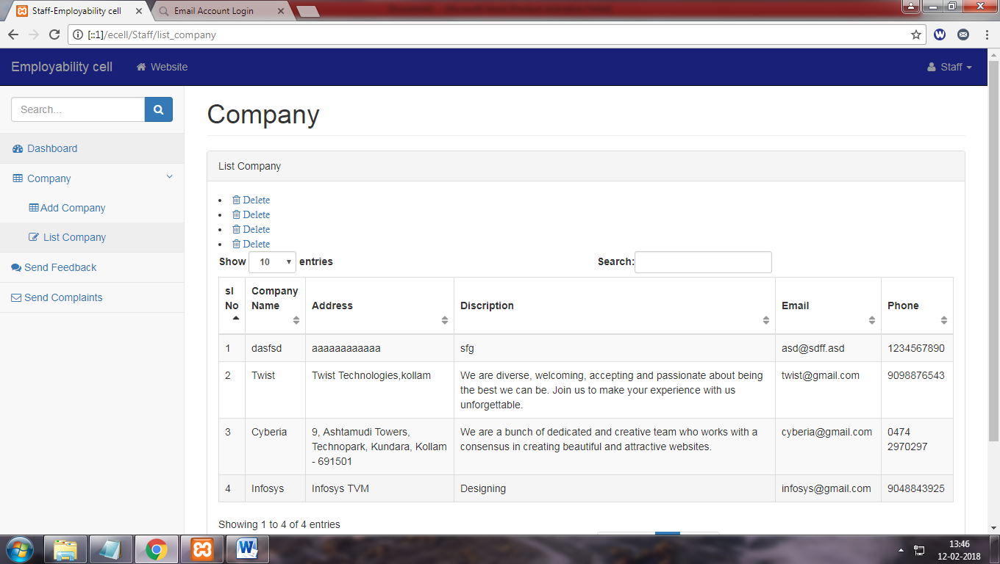 Staff-Employability cell
Email Account Login
[::1]/ecell/Staff/list_company
Employability cell
Website
Staff
Search...
Dashboard
Company
Add Company
List Company
Send Feedback
Send Complaints
Company
List Company
Delete
Delete
Delete
Delete
Show 10 entries
Search:
sl No Company Name Address Discription Email Phone
1 dasfsd aaaaaaaaaaaa sfg asd@sdff.asd 1234567890
2 Twist Twist Technologies,kollam We are diverse, welcoming, accepting and passionate about being twist@gmail.com 9098876543
the best we can be. Join us to make your experience with us
unforgettable.
3 Cyberia 9, Ashtamudi Towers, We are a bunch of dedicated and creative team who works with a cyberia@gmail.com 0474
Technopark, Kundara, Kollam consensus in creating beautiful and attractive websites. 2970297
- 691501
4 Infosys Infosys TVM Designing infosys@gmail.com 9048843925
Showing 1 to 4 of 4 entries
13:46
12-02-2018